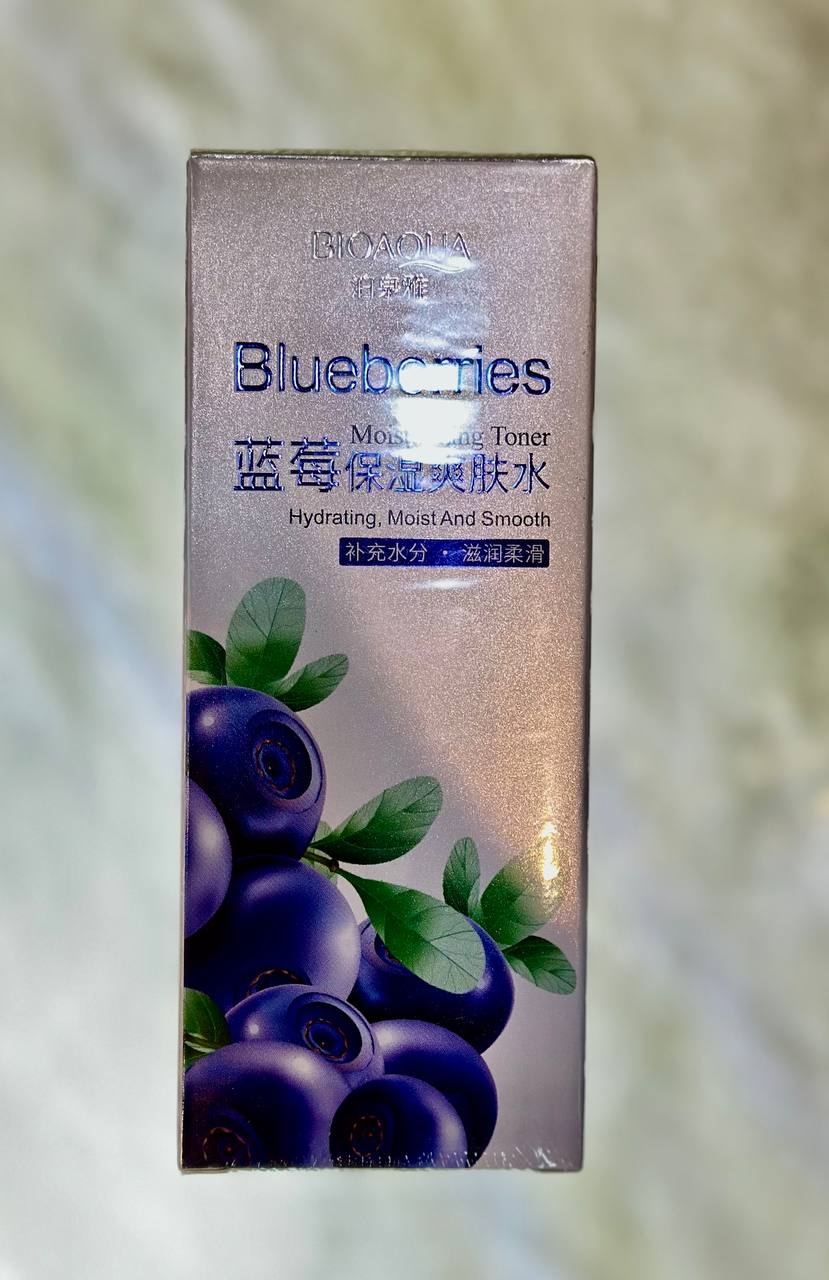 BIOAQUA
泊泉雅
Blueberries
Moisturizing Toner
蓝莓保湿爽肤水
Hydrating, Moist And Smooth
补充水分 · 滋润柔滑